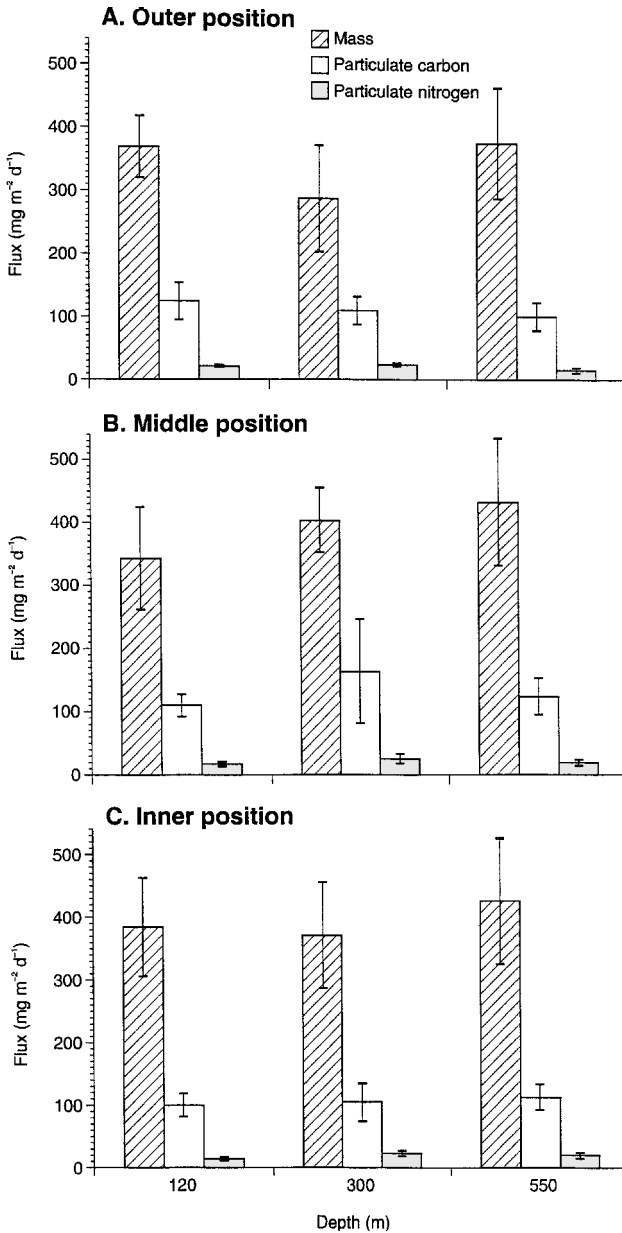 A. Outer position
Mass
Particulate carbon
Particulate nitrogen
500
400
300
200
100
0
Flux (mg m⁻² d⁻¹)
B. Middle position
500
400
300
200
100
0
Flux (mg m⁻² d⁻¹)
C. Inner position
500
400
300
200
100
0
Flux (mg m⁻² d⁻¹)
120 300 550
Depth (m)